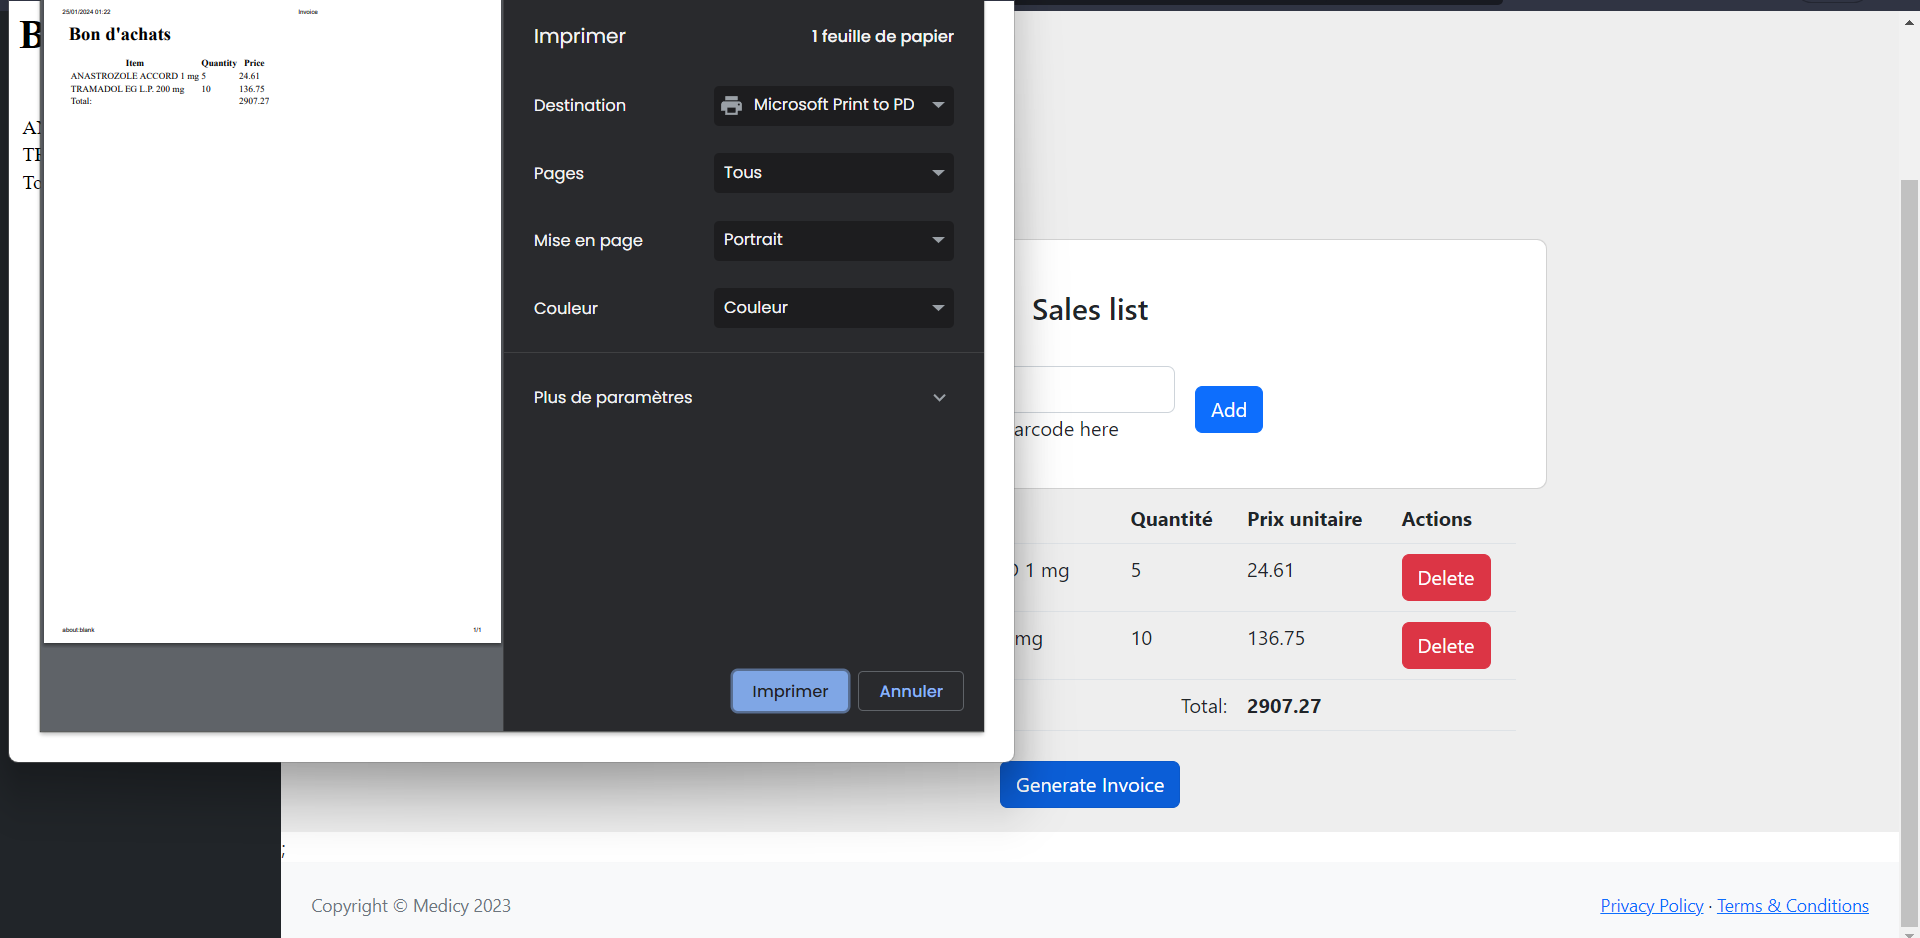 25/01/2024 01:22
Invoice
Bon d'achats
Item Quantity Price
ANASTROZOLE ACCORD 1 mg 5 24.61
TRAMADOL EG L.P. 200 mg 10 136.75
Total: 2907.27
about:blank
1/1
B
AN
TR
To
Imprimer
1 feuille de papier
Destination
Microsoft Print to PD
Pages
Tous
Mise en page
Portrait
Couleur
Couleur
Plus de paramètres
Imprimer
Annuler
Sales list
Add
arcode here
Quantité Prix unitaire Actions
1 mg 5 24.61 Delete
mg 10 136.75 Delete
Total: 2907.27
Generate Invoice
;
Copyright © Medicy 2023
Privacy Policy · Terms & Conditions